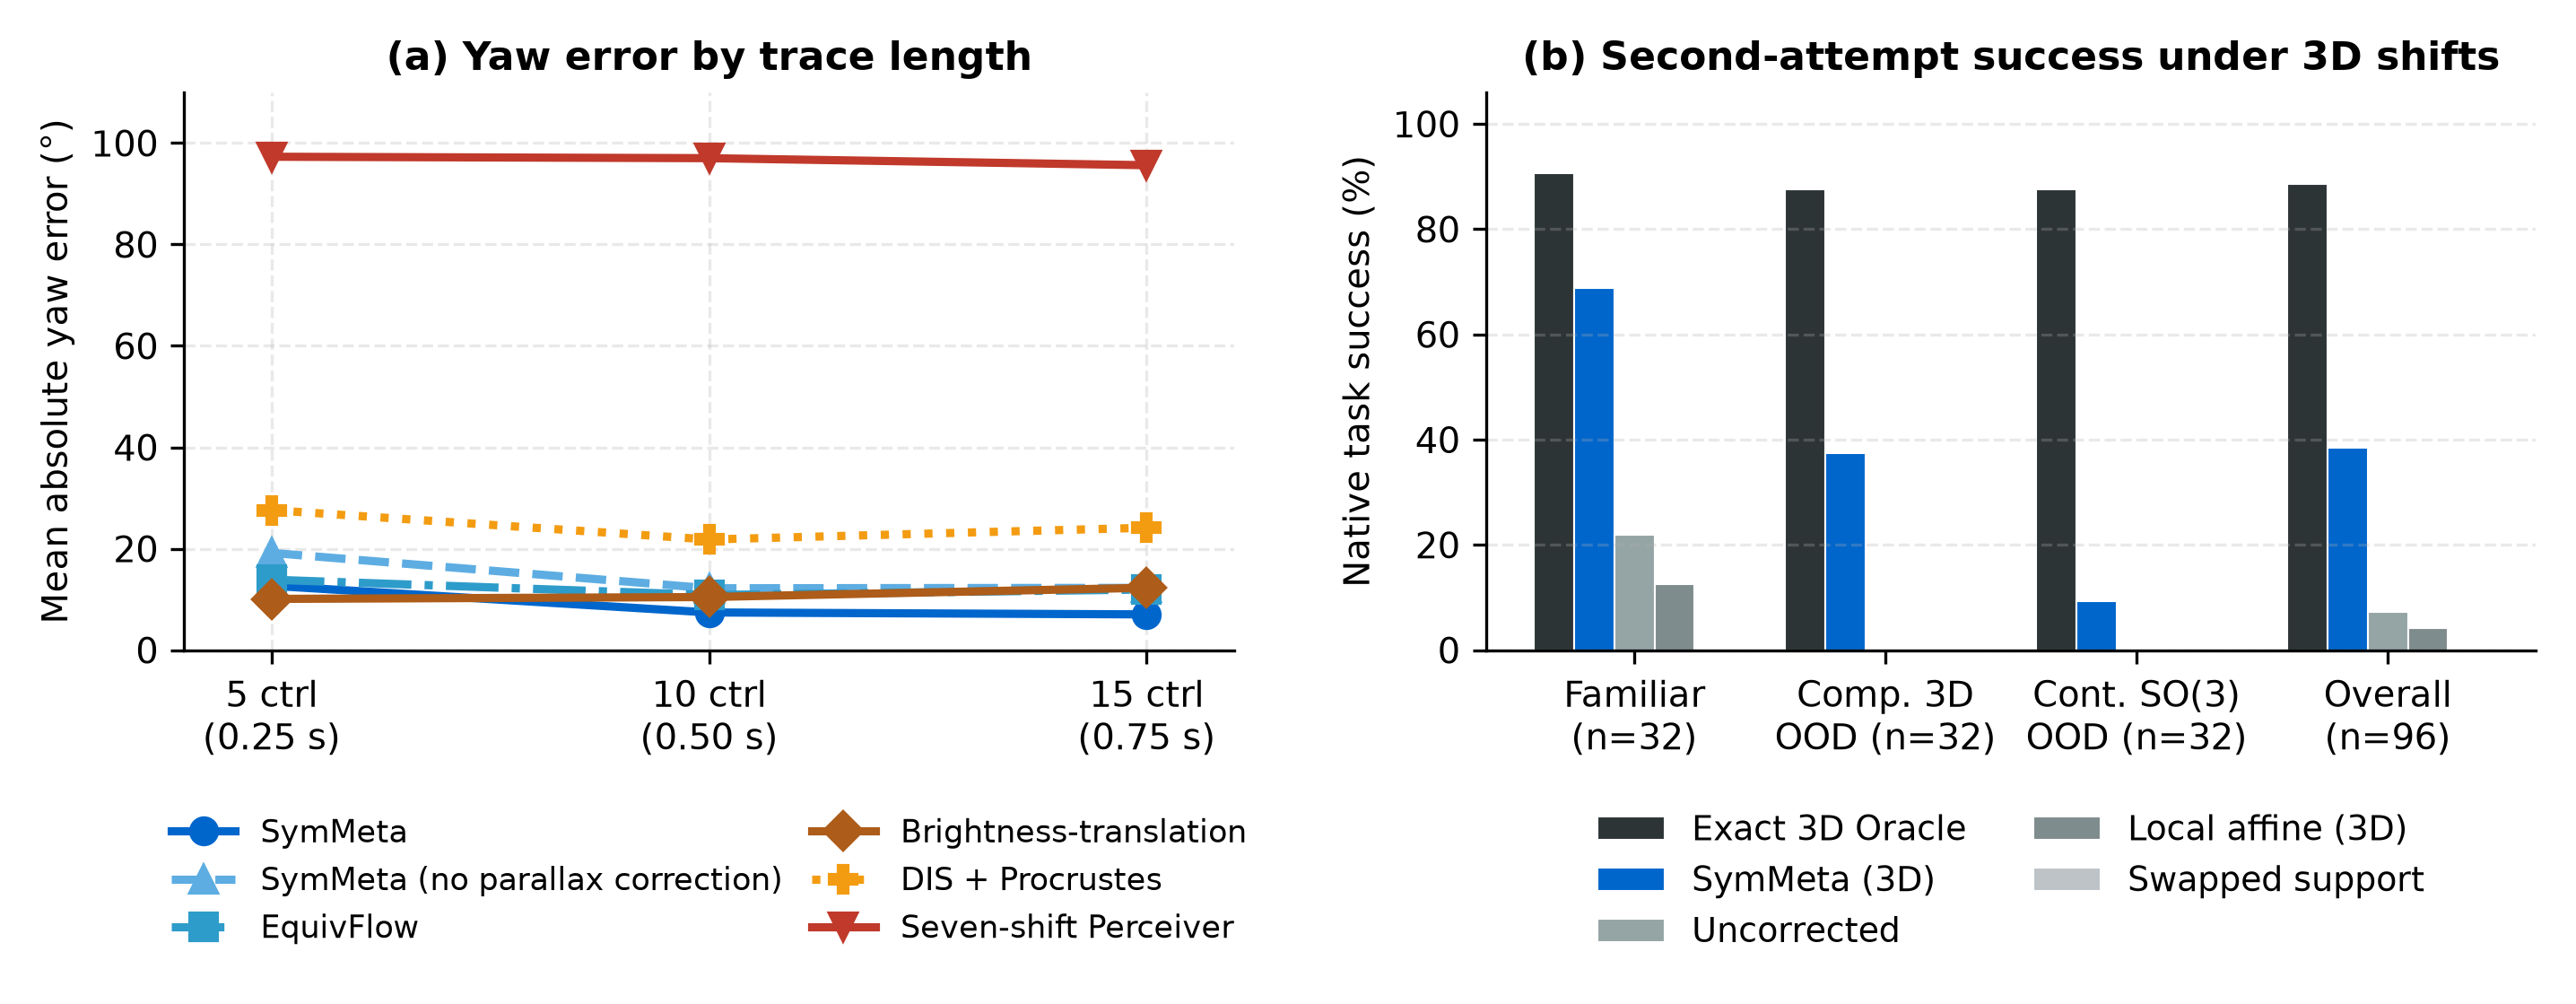 (a) Yaw error by trace length
Mean absolute yaw error (°)
100
80
60
40
20
0
5 ctrl
(0.25 s)
10 ctrl
(0.50 s)
15 ctrl
(0.75 s)
SymMeta
SymMeta (no parallax correction)
EquivFlow
Brightness-translation
DIS + Procrustes
Seven-shift Perceiver
(b) Second-attempt success under 3D shifts
Native task success (%)
100
80
60
40
20
0
Familiar
(n=32)
Comp. 3D
OOD (n=32)
Cont. SO(3)
OOD (n=32)
Overall
(n=96)
Exact 3D Oracle
SymMeta (3D)
Uncorrected
Local affine (3D)
Swapped support